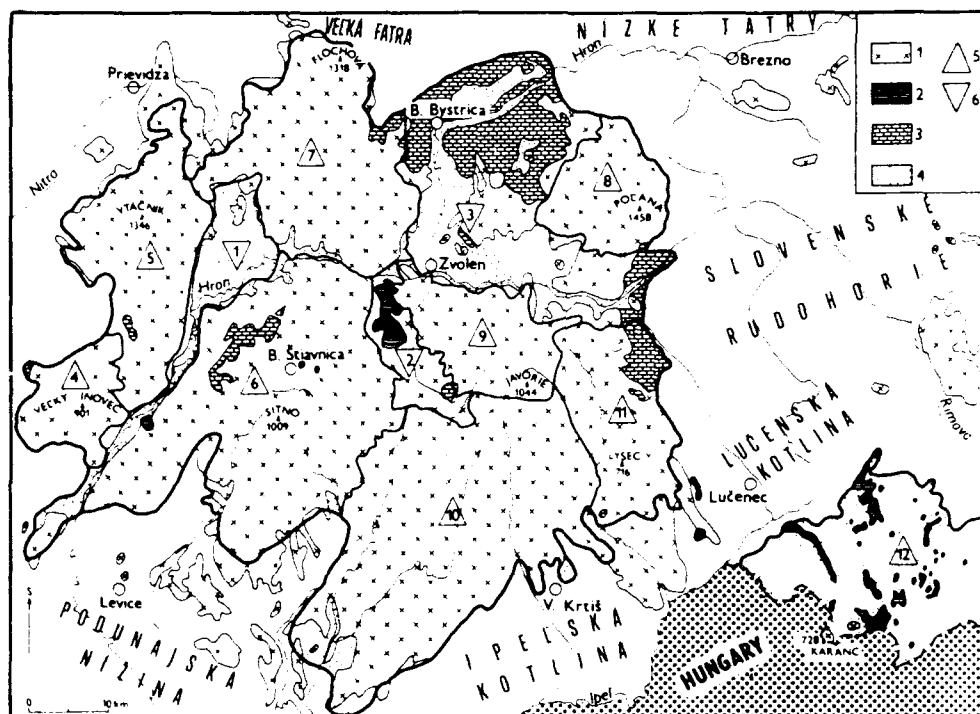 VEĽKÁ FATRA
NÍZKE TATRY
FLOCHOVÁ
1318
Prievidza
Hron
Brezno
B. Bystrica
Nitra
1
2
3
4
5
6
7
8
POĽANA
1458
VTÁČNIK
1346
5
1
3
Zvolen
Hron
SLOVENSKÉ
RUDOHORIE
B. Štiavnica
9
2
4
VEĽKÝ INOVEC
901
6
SITNO
1009
JAVORIE
1044
11
LYSEC
716
Rimava
LUČENSKÁ
KOTLINA
Lučenec
10
12
S
Levice
V. Krtíš
PODUNAJSKÁ
NÍŽINA
IPEĽSKÁ
KOTLINA
HUNGARY
KARANČ
Ipeľ
0 10 km